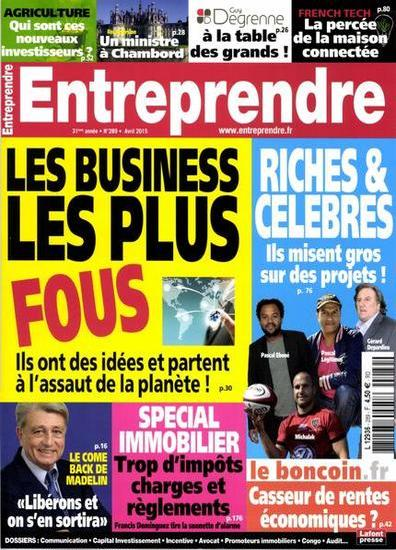 AGRICULTURE
Qui sont ces
nouveaux
investisseurs ?
p.52
p.28
Un ministre
à Chambord
Guy
Degrenne
p.26
à la table
des grands !
FRENCH TECH
p.80
La percée
de la maison
connectée
Entreprendre
Entreprendre
31ème année • N°289 • Avril 2015
www.entreprendre.fr
LES BUSINESS
LES PLUS
FOUS
Ils ont des idées et partent
à l'assaut de la planète !
p.30
RICHES &
CELEBRES
Ils misent gros
sur des projets !
p. 76
Pascal Eboué
Pascal
Légitimus
Gérard
Depardieu
Michalak
L 12936 - 289 - F: 4,50 € - RD
p.16
LE COME
BACK DE
MADELIN
«Libérons et
on s'en sortira»
SPECIAL
IMMOBILIER
Trop d'impôts
charges et
règlements
p.176
Francis Dominguez tire la sonnette d'alarme
le boncoin.fr
Casseur de rentes
économiques ?
p.42
Lafont
presse
DOSSIERS : Communication • Capital Investissement • Incentive • Avocat • Promoteurs immobiliers • Congo • Audit...